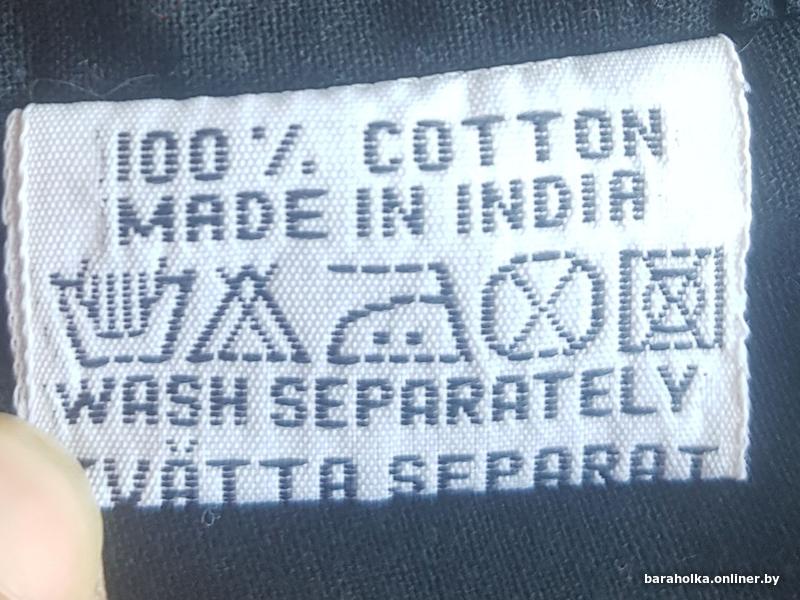 100% COTTON
MADE IN INDIA
WASH SEPARATELY
TVÄTTA SEPARAT
baraholka.onliner.by